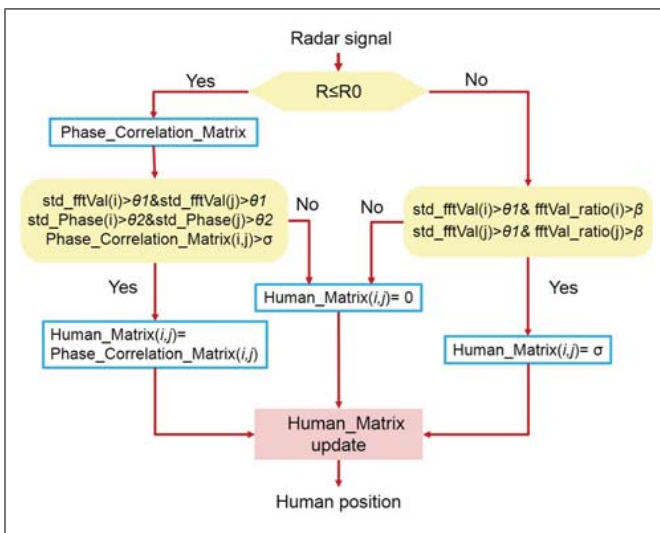 Radar signal
Yes
R≤R0
No
Phase_Correlation_Matrix
std_fftVal(i)>θ1&std_fftVal(j)>θ1
std_Phase(i)>θ2&std_Phase(j)>θ2
Phase_Correlation_Matrix(i,j)>σ
No
No
std_fftVal(i)>θ1& fftVal_ratio(i)>β
std_fftVal(j)>θ1& fftVal_ratio(j)>β
Yes
Human_Matrix(i,j)= 0
Yes
Human_Matrix(i,j)=
Phase_Correlation_Matrix(i,j)
Human_Matrix(i,j)= σ
Human_Matrix
update
Human position